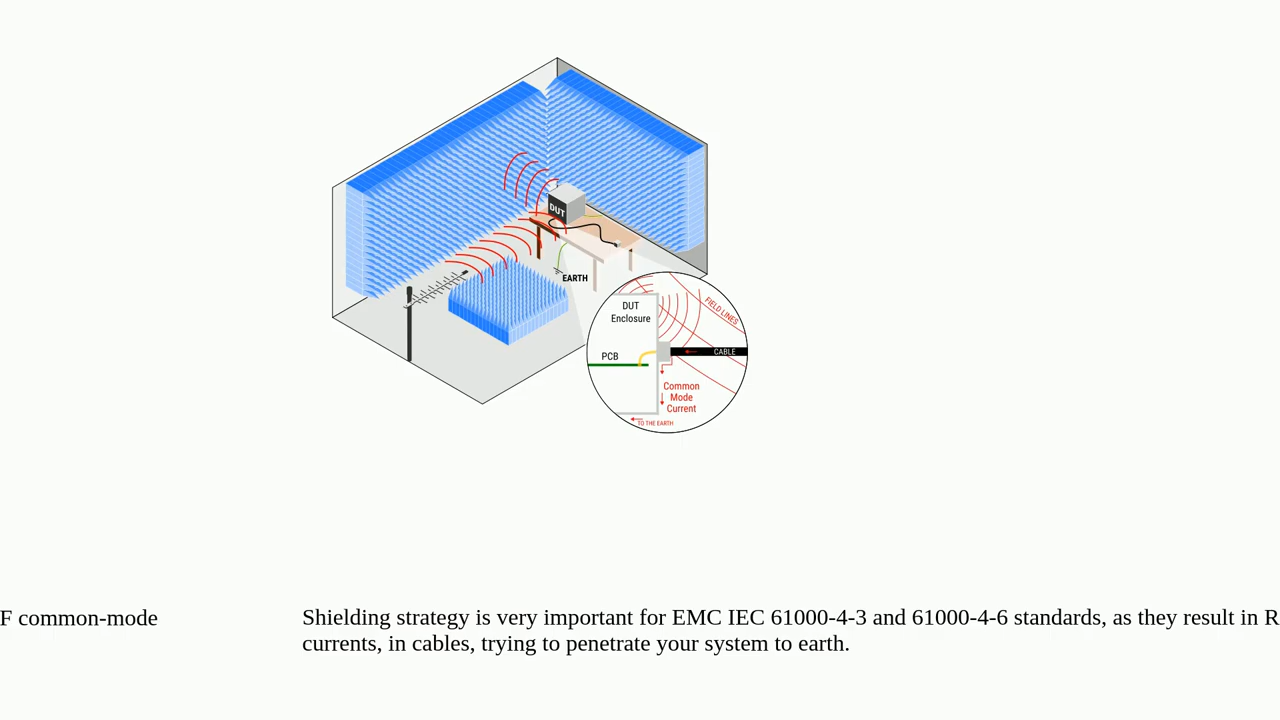 DUT
EARTH
DUT
Enclosure
FIELD LINES
PCB
CABLE
Common
Mode
Current
TO THE EARTH
F common-mode
Shielding strategy is very important for EMC IEC 61000-4-3 and 61000-4-6 standards, as they result in R
currents, in cables, trying to penetrate your system to earth.